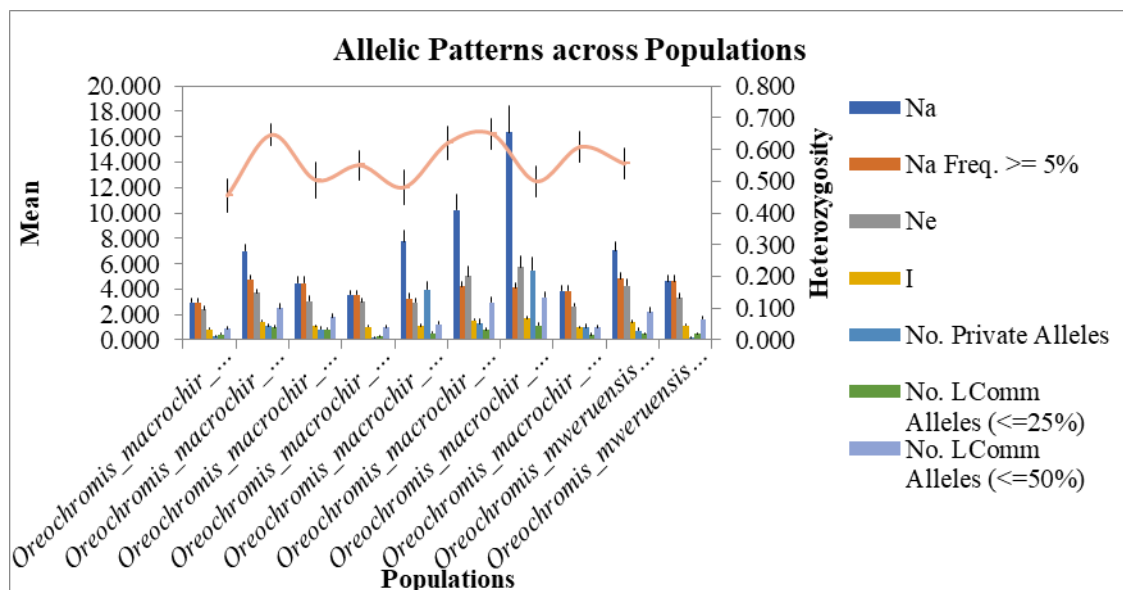 Allelic Patterns across Populations
20.000
18.000
16.000
14.000
12.000
10.000
8.000
6.000
4.000
2.000
0.000
Mean
0.800
0.700
0.600
0.500
0.400
0.300
0.200
0.100
0.000
Heterozygosity
Oreochromis_macrochir_...
Oreochromis_macrochir_...
Oreochromis_macrochir_...
Oreochromis_macrochir_...
Oreochromis_macrochir_...
Oreochromis_macrochir_...
Oreochromis_macrochir_...
Oreochromis_macrochir_...
Oreochromis_mweruensis...
Oreochromis_mweruensis...
Populations
Na
Na Freq. >= 5%
Ne
I
No. Private Alleles
No. LComm
Alleles (<=25%)
No. LComm
Alleles (<=50%)